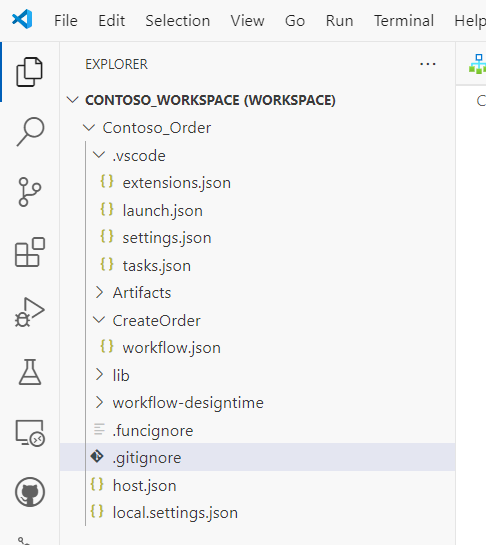 File Edit Selection View Go Run Terminal Help
EXPLORER
CONTOSO_WORKSPACE (WORKSPACE)
Contoso_Order
.vscode
{} extensions.json
{} launch.json
{} settings.json
{} tasks.json
Artifacts
CreateOrder
{} workflow.json
lib
workflow-designtime
.funcignore
.gitignore
{} host.json
{} local.settings.json